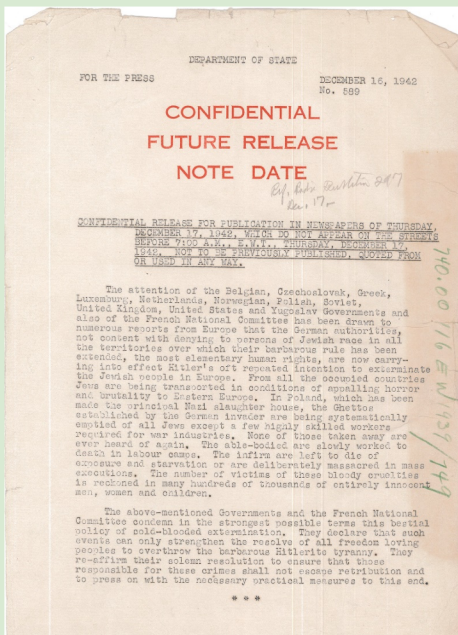 DEPARTMENT OF STATE
FOR THE PRESS
DECEMBER 16, 1942
No. 589
CONFIDENTIAL
FUTURE RELEASE
NOTE DATE
Dec. 17
CONFIDENTIAL RELEASE FOR PUBLICATION IN NEWSPAPERS OF THURSDAY,
DECEMBER 17, 1942, WHICH DO NOT APPEAR ON THE STREETS
BEFORE 7:00 A.M., E.W.T., THURSDAY, DECEMBER 17,
1942. NOT TO BE PREVIOUSLY PUBLISHED, QUOTED FROM
OR USED IN ANY WAY.
The attention of the Belgian, Czechoslovak, Greek,
Luxemburg, Netherlands, Norwegian, Polish, Soviet,
United Kingdom, United States and Yugoslav Governments and
also of the French National Committee has been drawn to
numerous reports from Europe that the German authorities,
not content with denying to persons of Jewish race in all
the territories over which their barbarous rule has been
extended, the most elementary human rights, are now carry-
ing into effect Hitler's oft repeated intention to exterminate
the Jewish people in Europe. From all the occupied countries
Jews are being transported in conditions of appalling horror
and brutality to Eastern Europe. In Poland, which has been
made the principal Nazi slaughter house, the Ghettos
established by the German invader are being systematically
emptied of all Jews except a few highly skilled workers
required for war industries. None of those taken away are
ever heard of again. The able-bodied are slowly worked to
death in labour camps. The infirm are left to die of
exposure and starvation or are deliberately massacred in mass
executions. The number of victims of these bloody cruelties
is reckoned in many hundreds of thousands of entirely innocent
men, women and children.
The above-mentioned Governments and the French National
Committee condemn in the strongest possible terms this bestial
policy of cold-blooded extermination. They declare that such
events can only strengthen the resolve of all freedom loving
peoples to overthrow the barbarous Hitlerite tyranny. They
re-affirm their solemn resolution to ensure that those
responsible for these crimes shall not escape retribution and
to press on with the necessary practical measures to this end.
* * *
740.00116 EW 1939/749